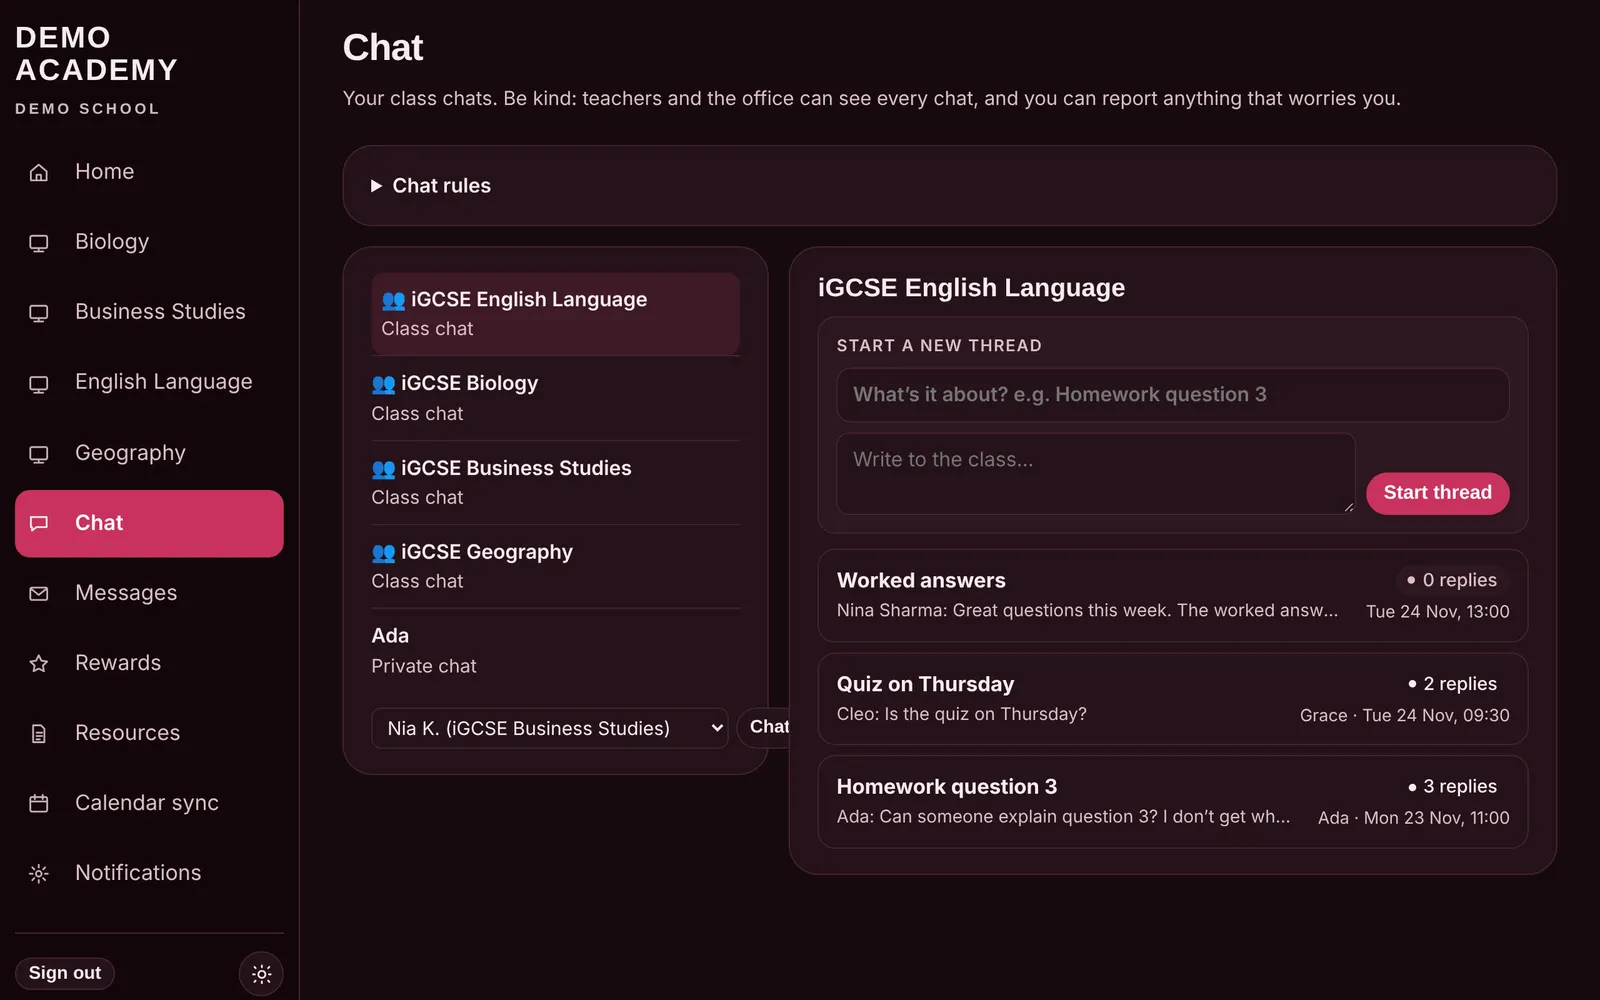 DEMO
ACADEMY
DEMO SCHOOL
Home
Biology
Business Studies
English Language
Geography
Chat
Messages
Rewards
Resources
Calendar sync
Notifications
Sign out
Chat
Your class chats. Be kind: teachers and the office can see every chat, and you can report anything that worries you.
Chat rules
iGCSE English Language
Class chat
iGCSE Biology
Class chat
iGCSE Business Studies
Class chat
iGCSE Geography
Class chat
Ada
Private chat
Nia K. (iGCSE Business Studies)
Chat
iGCSE English Language
START A NEW THREAD
What’s it about? e.g. Homework question 3
Write to the class...
Start thread
Worked answers
• 0 replies
Nina Sharma: Great questions this week. The worked answ...
Tue 24 Nov, 13:00
Quiz on Thursday
• 2 replies
Cleo: Is the quiz on Thursday?
Grace · Tue 24 Nov, 09:30
Homework question 3
• 3 replies
Ada: Can someone explain question 3? I don’t get wh...
Ada · Mon 23 Nov, 11:00